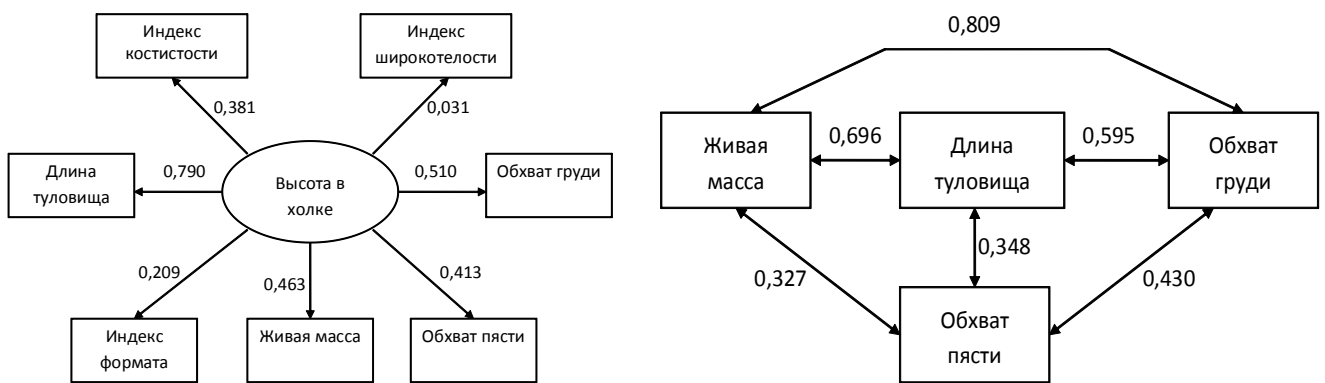 Индекс
костистости
Индекс
широкотелости
0,381
0,031
Длина
туловища
0,790
Высота в
холке
0,510
Обхват груди
0,209
0,463
0,413
Индекс
формата
Живая масса
Обхват пясти
0,809
Живая
масса
0,696
Длина
туловища
0,595
Обхват
груди
0,327
0,348
0,430
Обхват
пясти